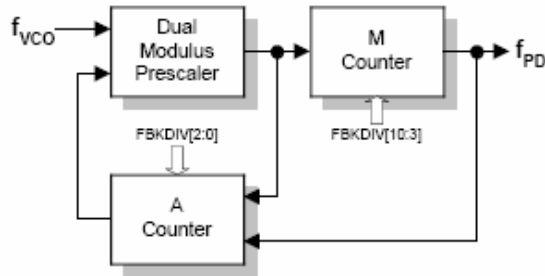 fVCO
Dual
Modulus
Prescaler
M
Counter
fPD
FBKDIV[2:0]
FBKDIV[10:3]
A
Counter